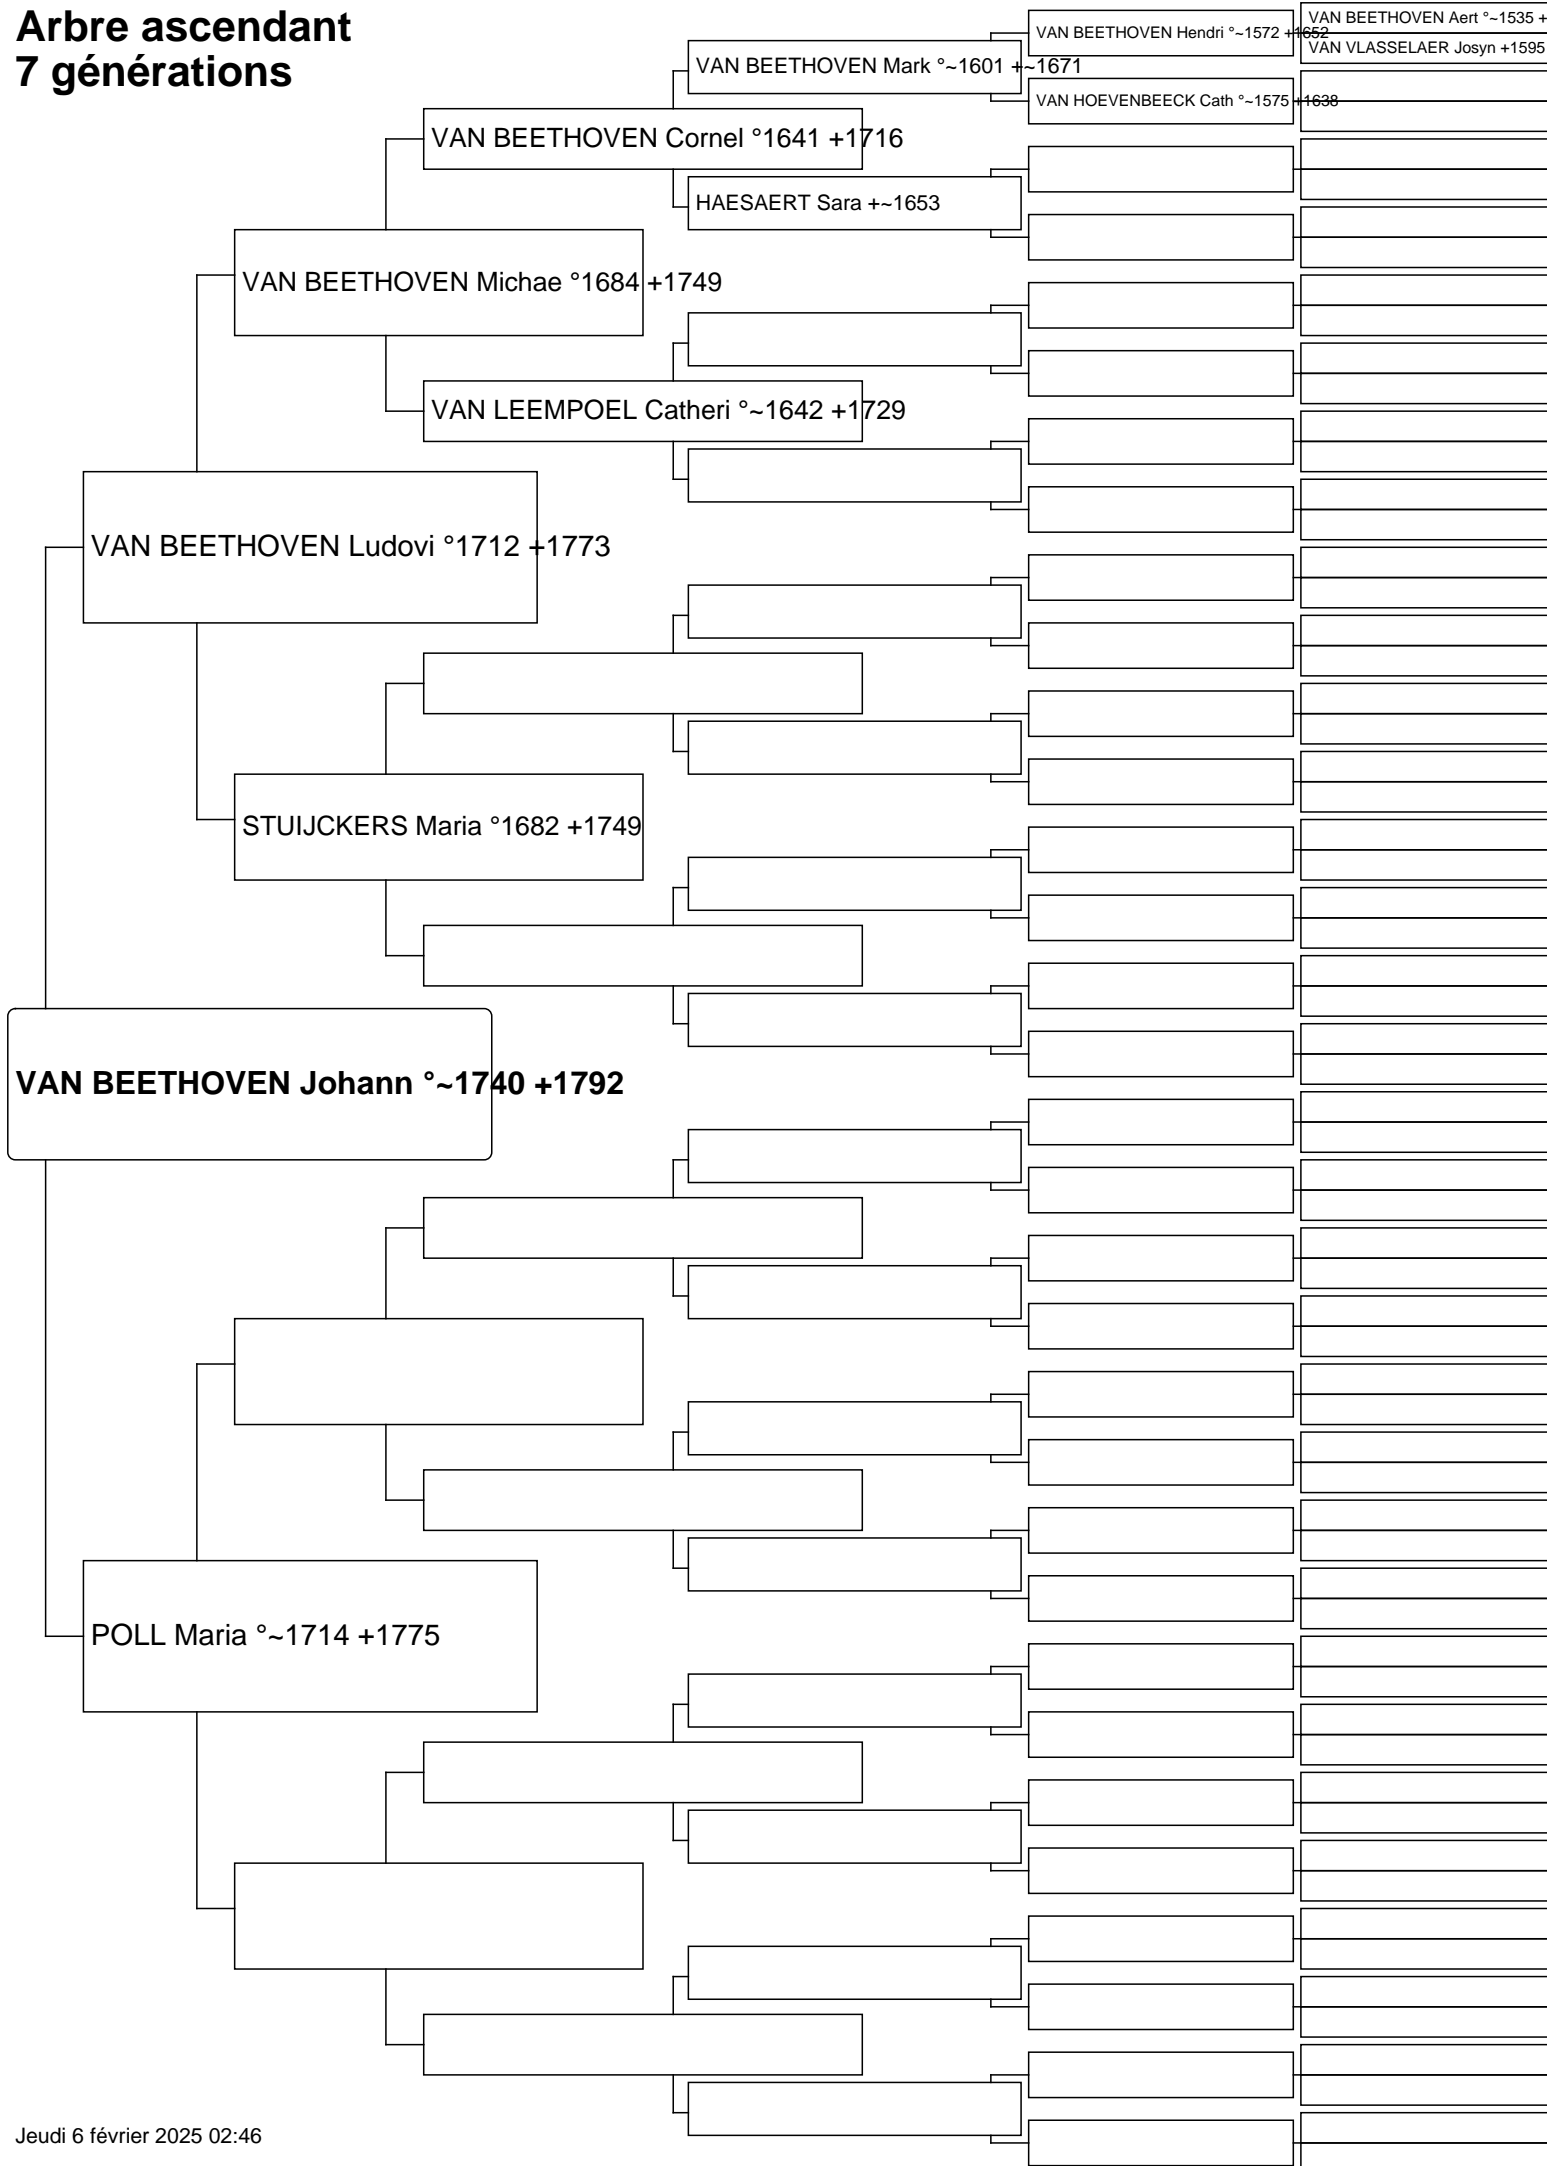 Arbre ascendant
7 générations
VAN BEETHOVEN Aert °~1535 +
VAN BEETHOVEN Hendri °~1572 +1652
VAN VLASSELAER Josyn +1595
VAN BEETHOVEN Mark °~1601 +~1671
VAN HOEVENBEECK Cath °~1575 +1638
VAN BEETHOVEN Cornel °1641 +1716
HAESAERT Sara +~1653
VAN BEETHOVEN Michae °1684 +1749
VAN LEEMPOEL Catheri °~1642 +1729
VAN BEETHOVEN Ludovi °1712 +1773
STUIJCKERS Maria °1682 +1749
VAN BEETHOVEN Johann °~1740 +1792
POLL Maria °~1714 +1775
Jeudi 6 février 2025 02:46